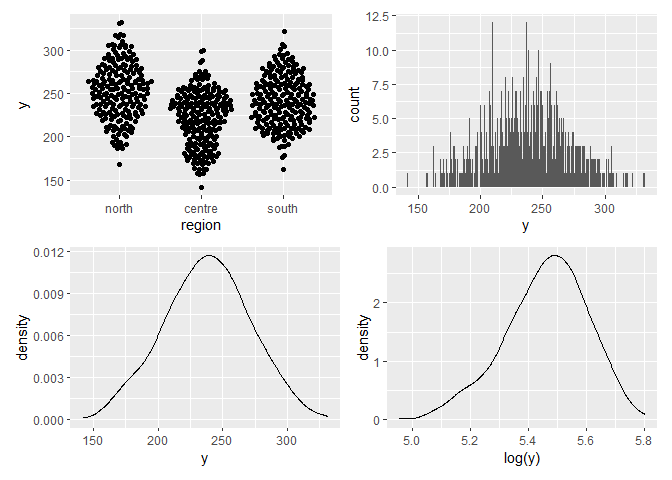 300
250
200
150
y
north centre south
region
12.5
10.0
7.5
5.0
2.5
0.0
count
150 200 250 300
y
0.012
0.009
0.006
0.003
0.000
density
150 200 250 300
y
2
1
0
density
5.0 5.2 5.4 5.6 5.8
log(y)